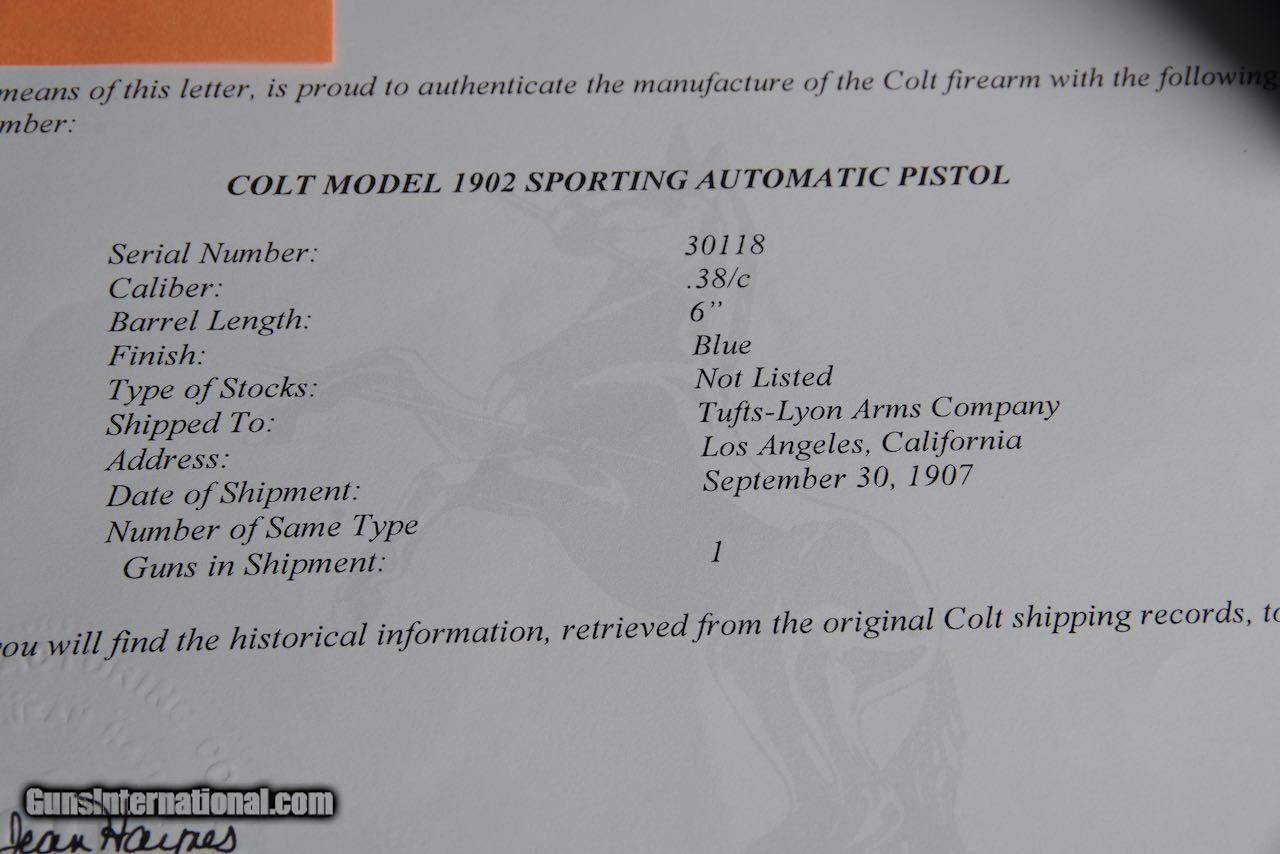 means of this letter, is proud to authenticate the manufacture of the Colt firearm with the following
mber:
COLT MODEL 1902 SPORTING AUTOMATIC PISTOL
Serial Number: 30118
Caliber: .38/c
Barrel Length: 6”
Finish: Blue
Type of Stocks: Not Listed
Shipped To: Tufts-Lyon Arms Company
Address: Los Angeles, California
Date of Shipment: September 30, 1907
Number of Same Type
Guns in Shipment: 1
you will find the historical information, retrieved from the original Colt shipping records, to
GunsInternational.com
Jean Haynes